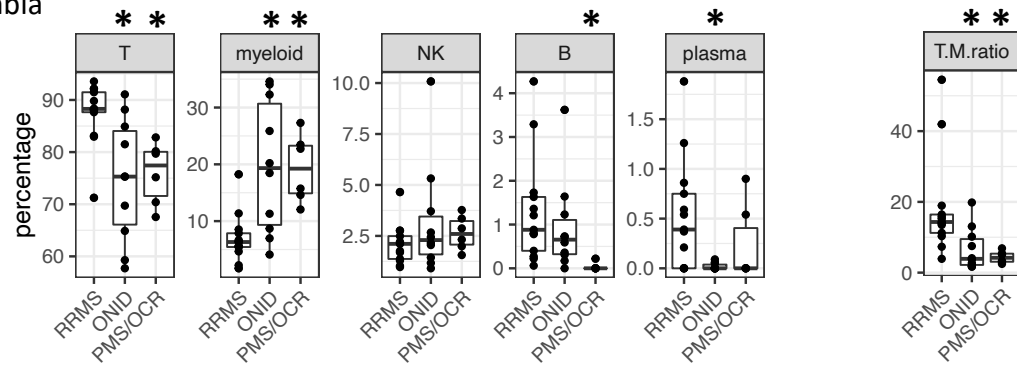 * * * * * * * *
T myeloid NK B plasma T.M.ratio
percentage
90
80
70
60
30
20
10
10.0
7.5
5.0
2.5
4
3
2
1
0
1.5
1.0
0.5
0.0
40
20
0
RRMS ONID PMS/OCR
RRMS ONID PMS/OCR
RRMS ONID PMS/OCR
RRMS ONID PMS/OCR
RRMS ONID PMS/OCR
RRMS ONID PMS/OCR